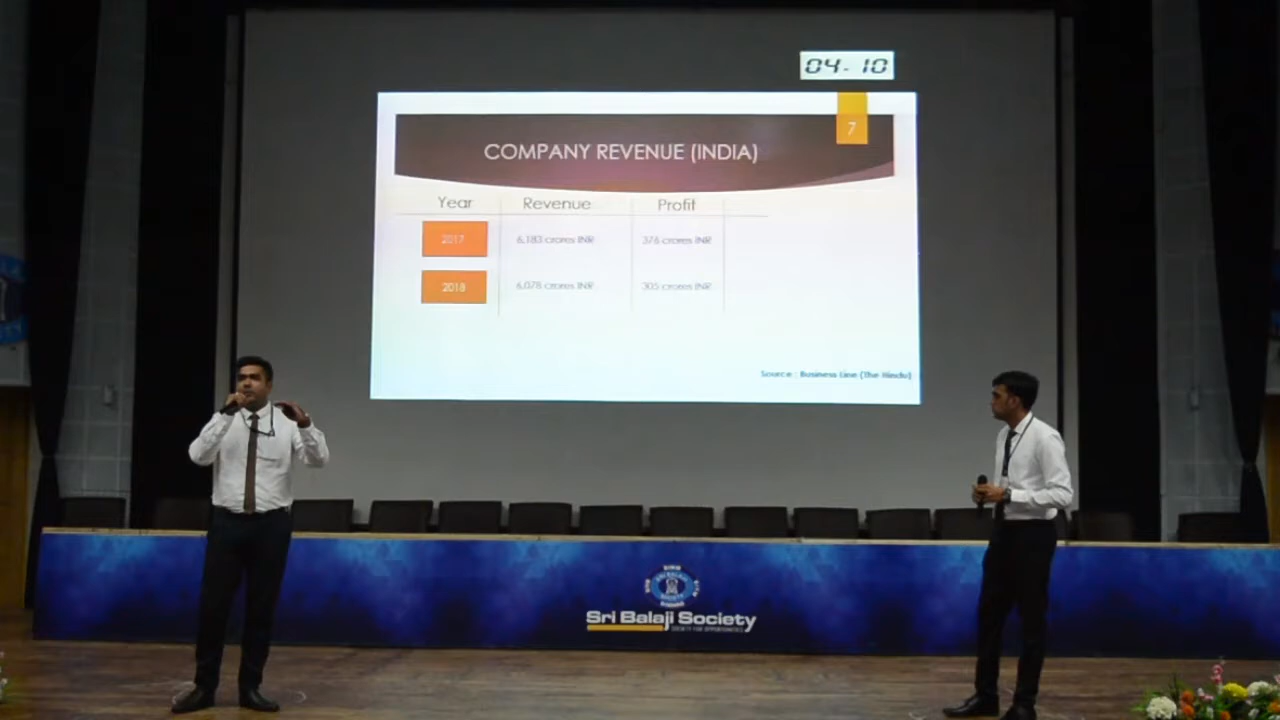 04-10
7
COMPANY REVENUE (INDIA)
Year Revenue Profit
2017 6,183 crores INR 376 crores INR
2018 6,078 crores INR 305 crores INR
Source : Business Line (The Hindu)
Sri Balaji Society